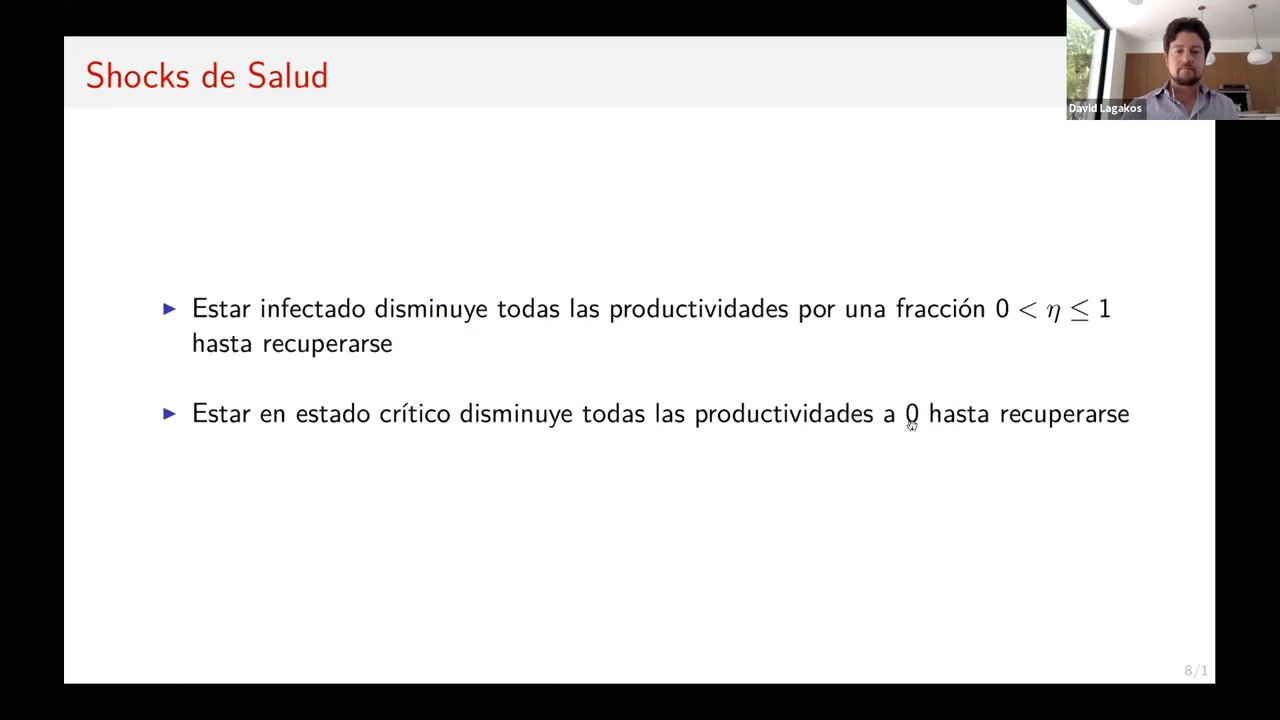 Shocks de Salud
David Lagakos
▶ Estar infectado disminuye todas las productividades por una fracción 0 < η ≤ 1
hasta recuperarse
▶ Estar en estado crítico disminuye todas las productividades a 0 hasta recuperarse
8/1